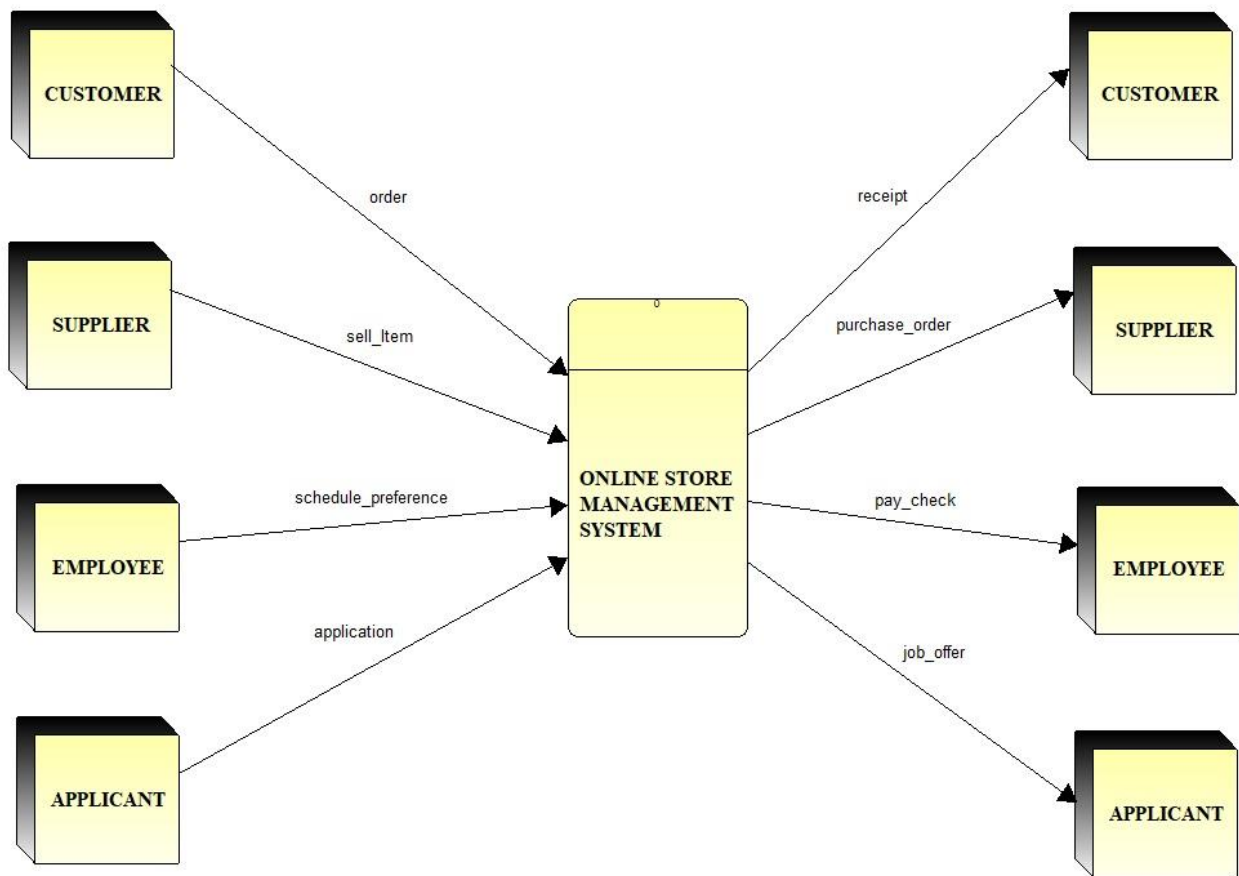 CUSTOMER
order
SUPPLIER
sell_Item
EMPLOYEE
schedule_preference
APPLICANT
application
0
ONLINE STORE
MANAGEMENT
SYSTEM
receipt
CUSTOMER
purchase_order
SUPPLIER
pay_check
EMPLOYEE
job_offer
APPLICANT